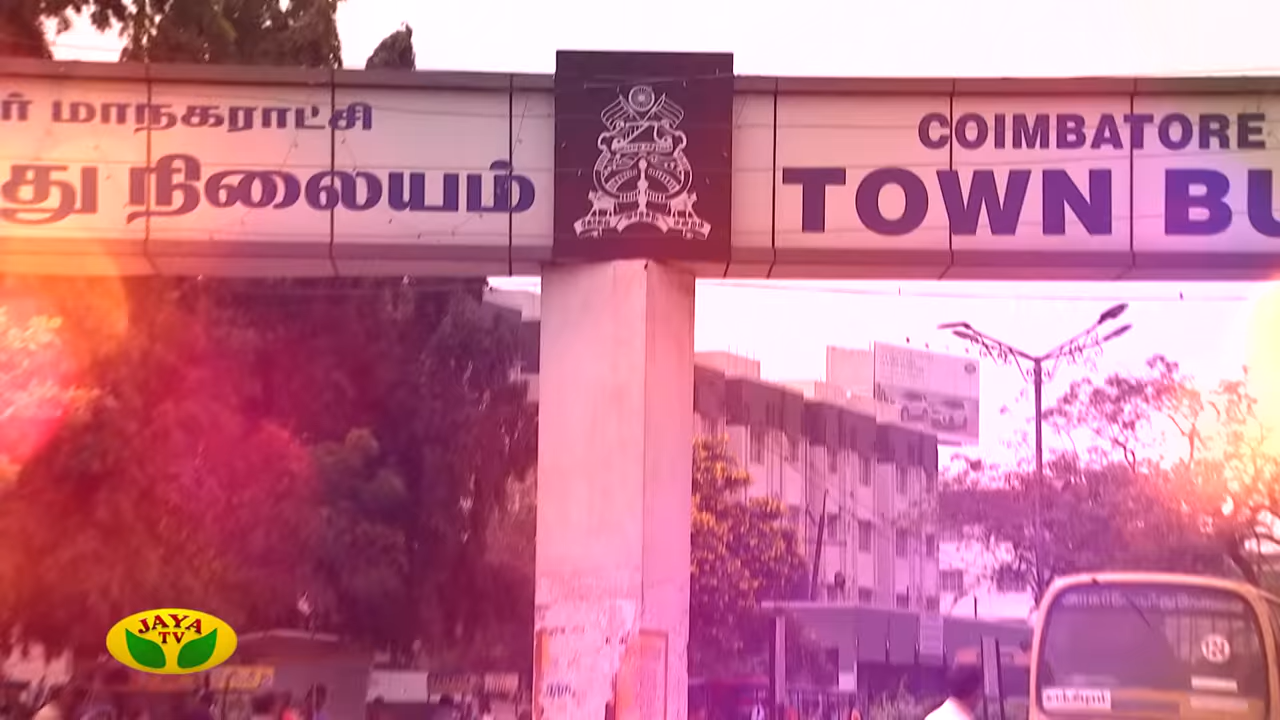 ர் மாநகராட்சி
து நிலையம்
COIMBATORE
TOWN BU
JAYA
TV